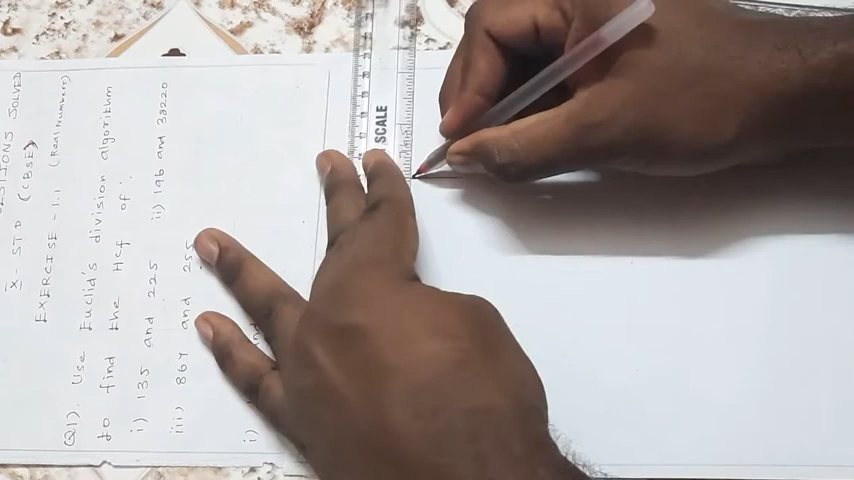 X - STD (CBSE)
SOLVED
EXERCISE - 1.1 (Real Numbers)
Q1). Use Euclid's division algorithm
to find the HCf of :
i) 135 and 225 ii) 196 and 38220
iii) 867 and 255
i)
and
SCALE